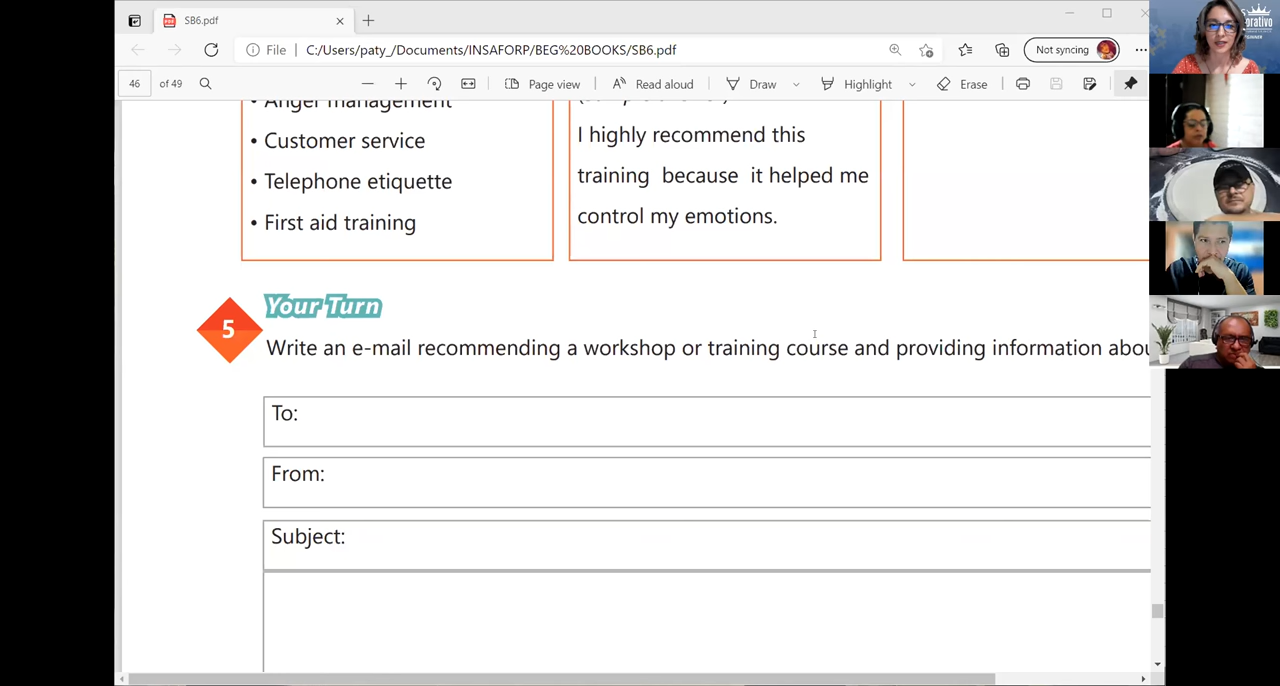 SB6.pdf
File | C:/Users/paty_/Documents/INSAFORP/BEG%20BOOKS/SB6.pdf
Not syncing
46 of 49
Page view
Read aloud
Draw
Highlight
Erase
• Anger management
• Customer service
• Telephone etiquette
• First aid training
I highly recommend this
training because it helped me
control my emotions.
5
Your Turn
Write an e-mail recommending a workshop or training course and providing information abou
To:
From:
Subject: